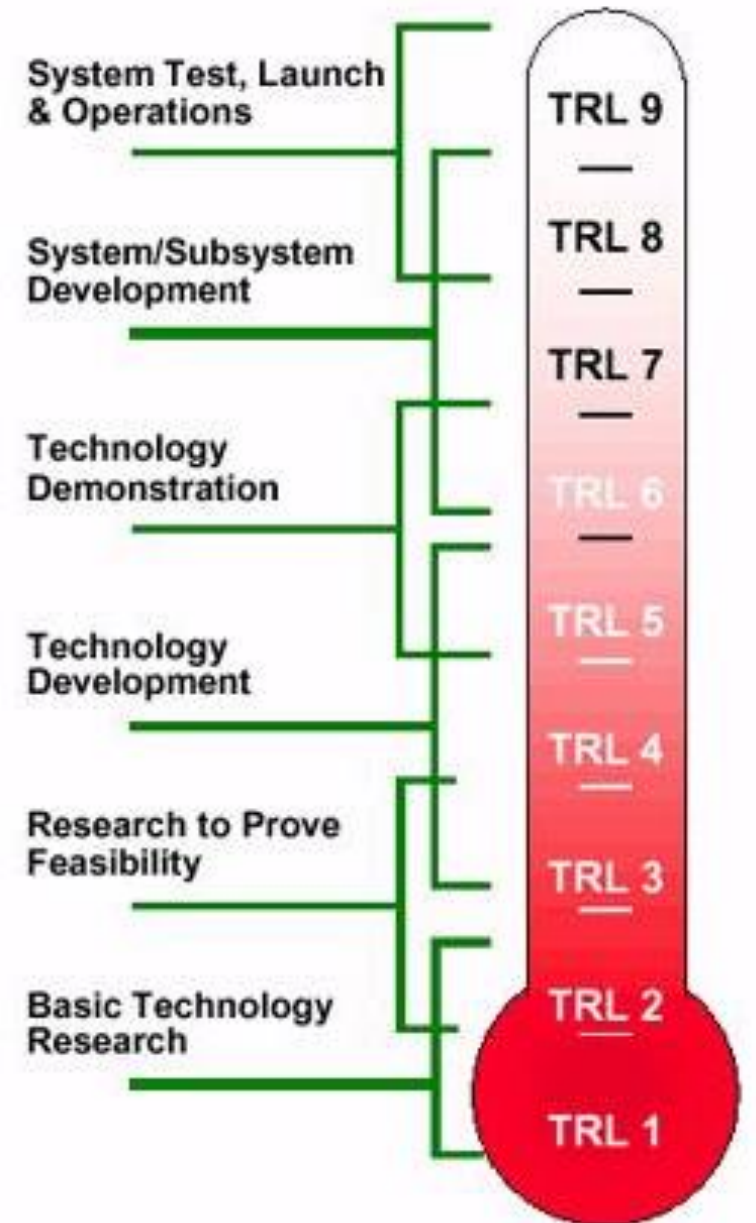 System Test, Launch
& Operations
System/Subsystem
Development
Technology
Demonstration
Technology
Development
Research to Prove
Feasibility
Basic Technology
Research
TRL 9
TRL 8
TRL 7
TRL 6
TRL 5
TRL 4
TRL 3
TRL 2
TRL 1